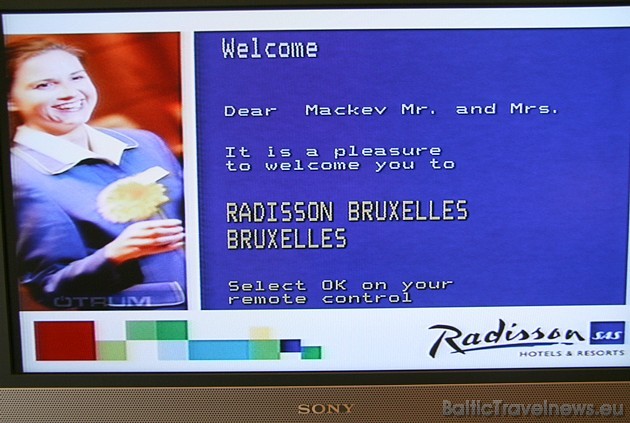 Welcome
Dear Mackev Mr. and Mrs.
It is a pleasure
to welcome you to
RADISSON BRUXELLES
BRUXELLES
Select OK on your
remote control
OTRUM
Radisson SAS
HOTELS & RESORTS
SONY
BalticTravelnews.eu